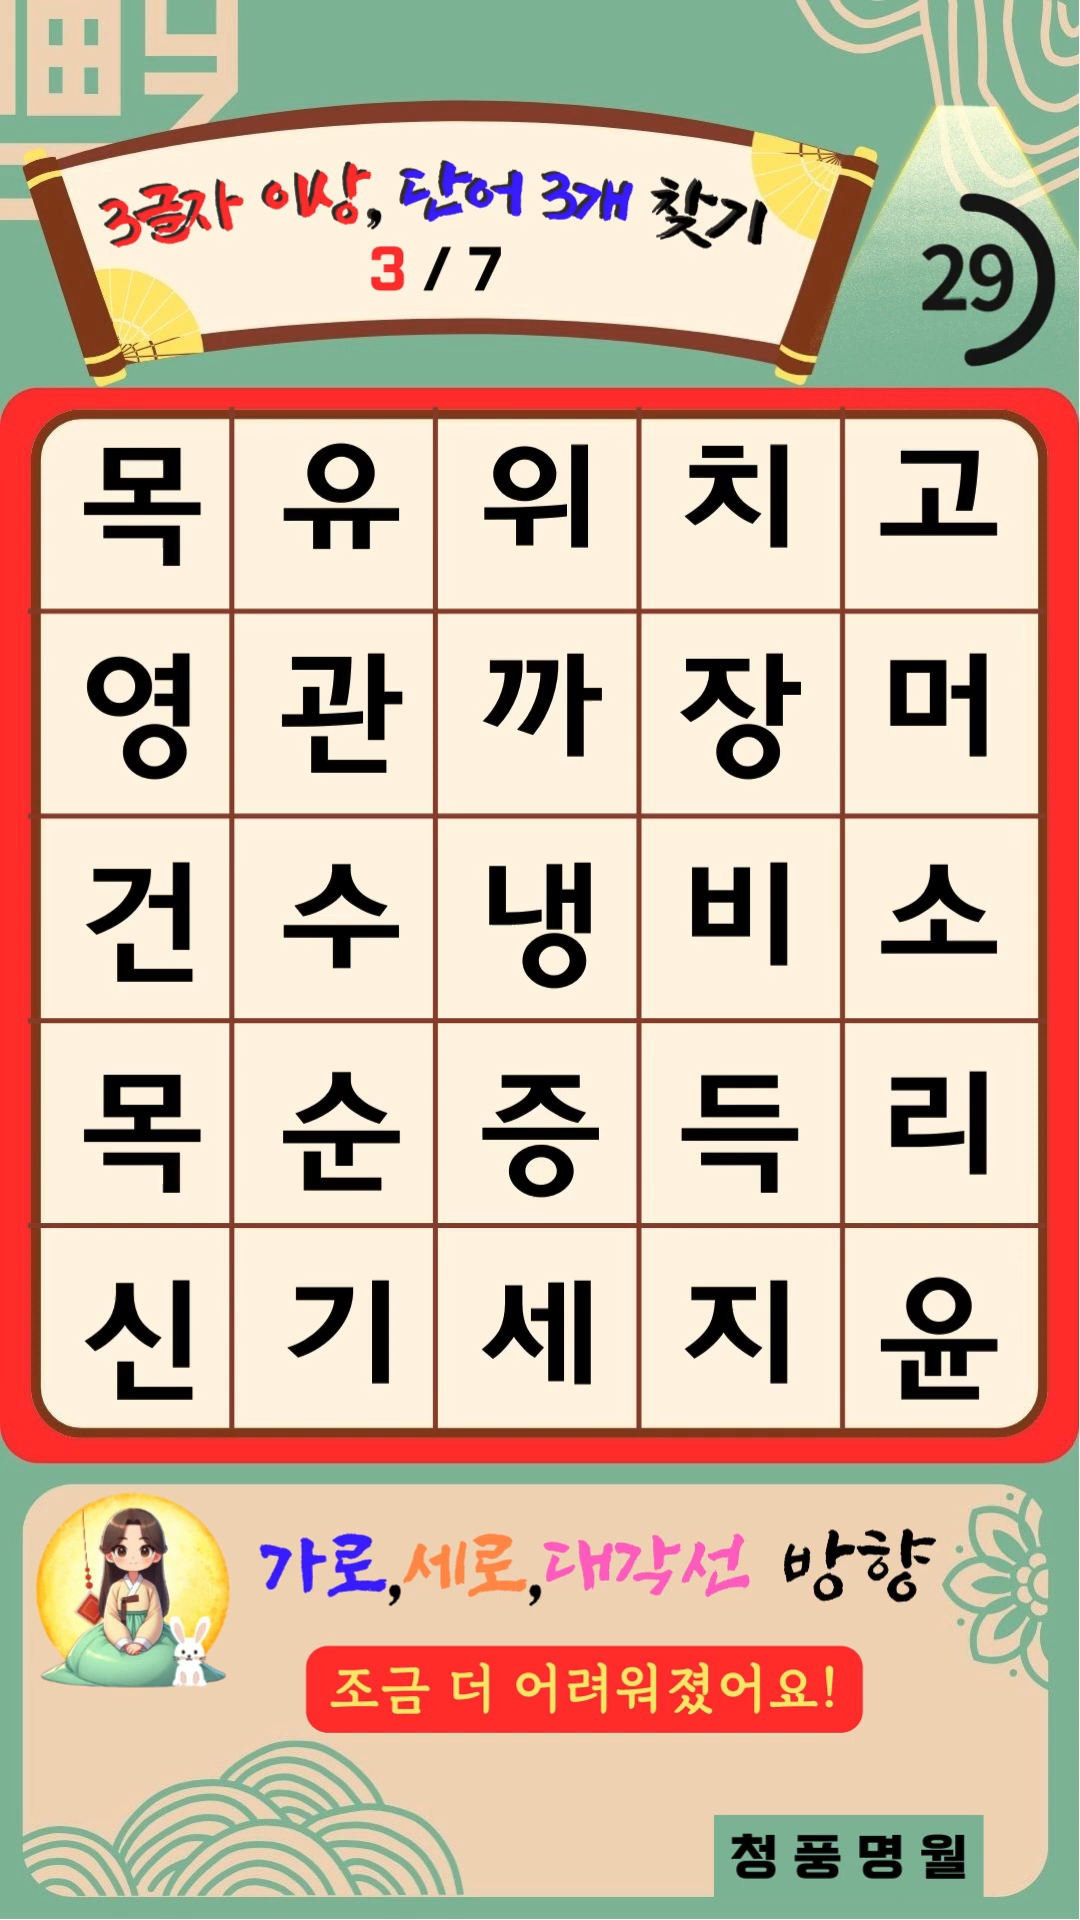 3글자 이상, 단어 3개 찾기
3 / 7
29
목 유 위 치 고
영 관 까 장 머
건 수 냉 비 소
목 순 증 득 리
신 기 세 지 윤
가로,세로,대각선 방향
조금 더 어려워졌어요!
청풍명월